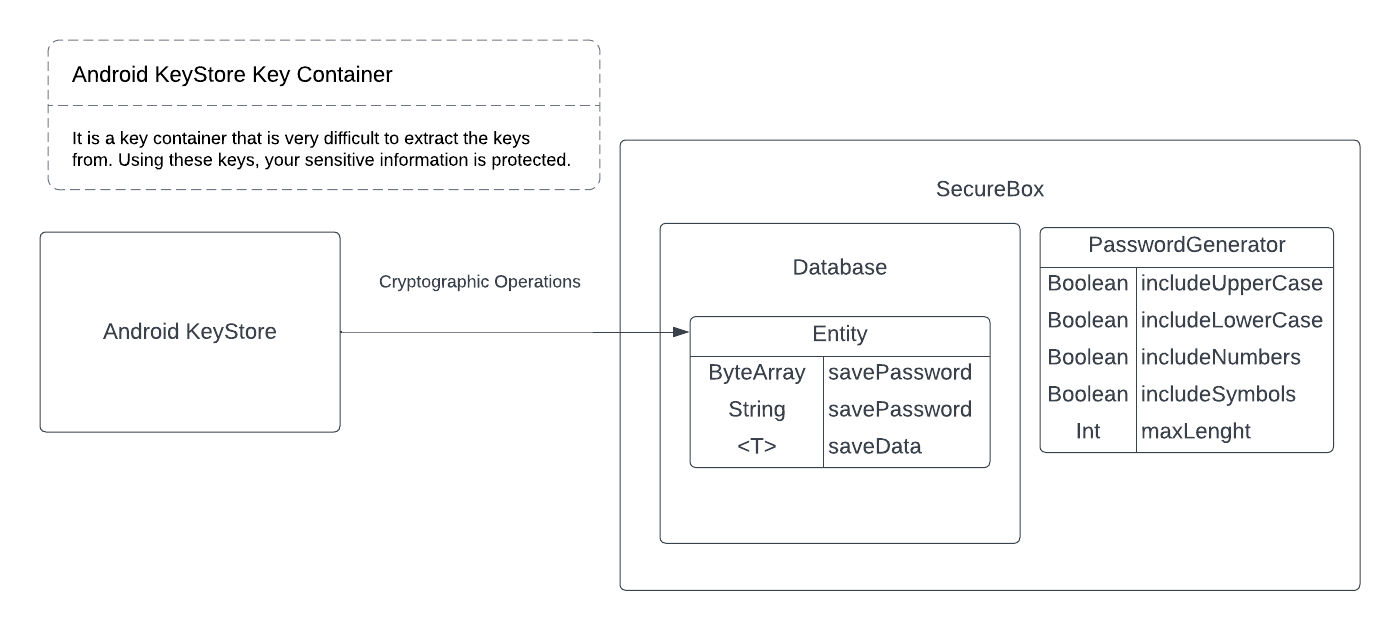 Android KeyStore Key Container
It is a key container that is very difficult to extract the keys
from. Using these keys, your sensitive information is protected.
Android KeyStore
Cryptographic Operations
SecureBox
Database
Entity
ByteArray savePassword
String savePassword
<T> saveData
PasswordGenerator
Boolean includeUpperCase
Boolean includeLowerCase
Boolean includeNumbers
Boolean includeSymbols
Int maxLenght